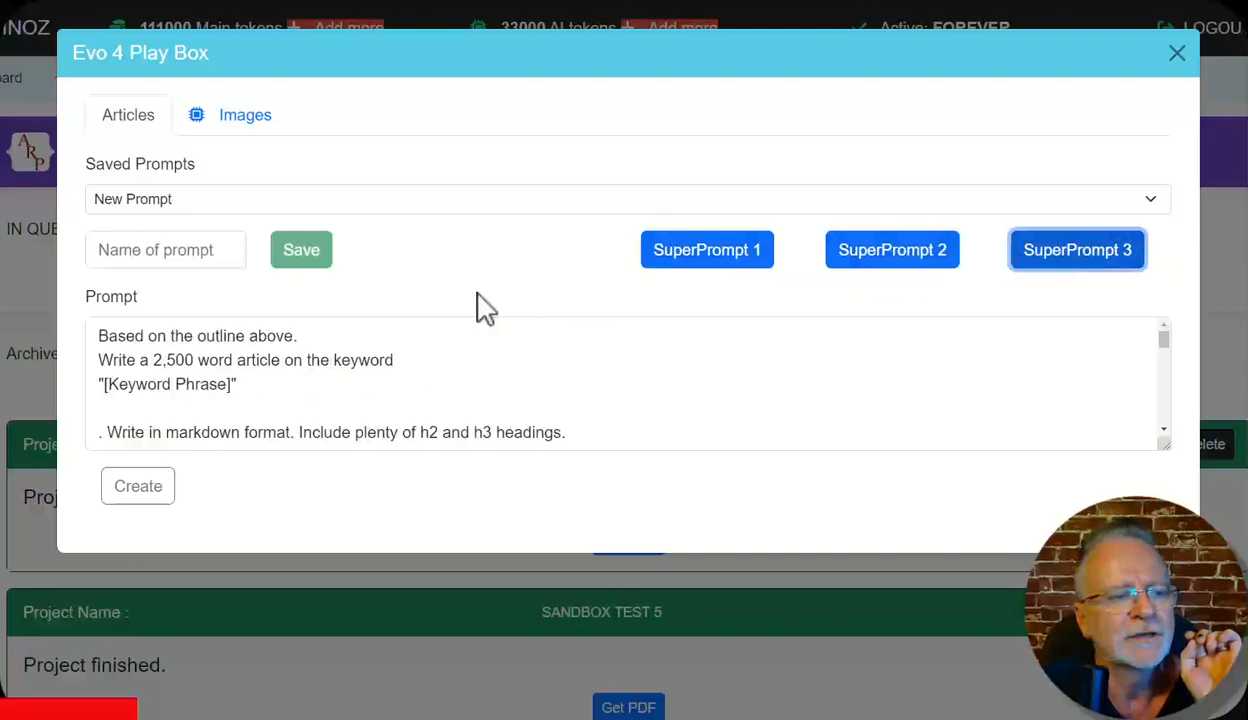 INOZ 111000 Main tokens + Add more 33000 AI tokens + Add more Active: FOREVER LOGOU
Evo 4 Play Box
ard
Articles Images
ARP
Saved Prompts
New Prompt
IN QUE
Name of prompt Save SuperPrompt 1 SuperPrompt 2 SuperPrompt 3
Prompt
Based on the outline above.
Archive
Write a 2,500 word article on the keyword
"[Keyword Phrase]"
. Write in markdown format. Include plenty of h2 and h3 headings.
Proje elete
Create
Proj
Project Name : SANDBOX TEST 5
Project finished.
Get PDF